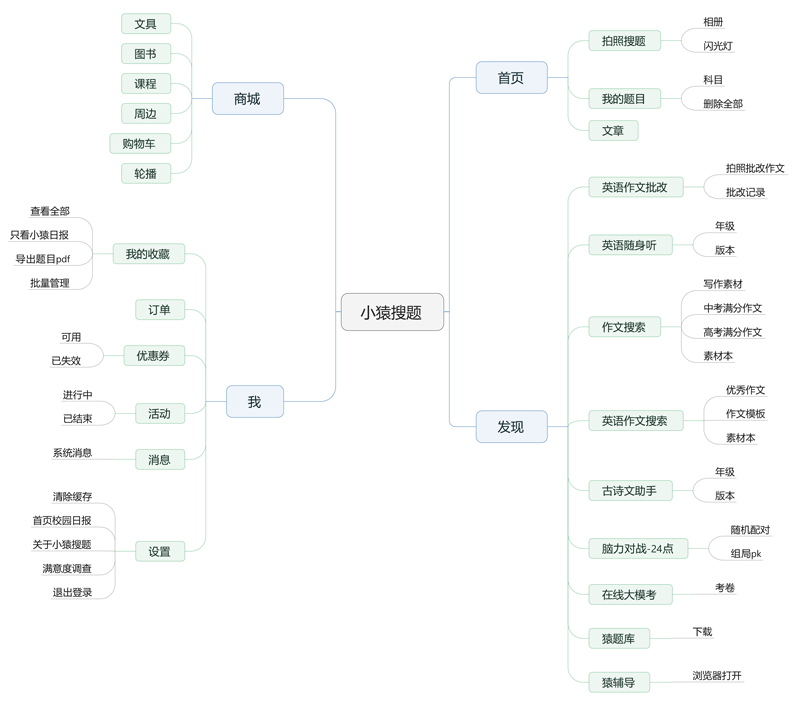 小猿搜题
首页
拍照搜题
相册
闪光灯
我的题目
科目
删除全部
文章
发现
英语作文批改
拍照批改作文
批改记录
英语随身听
年级
版本
作文搜索
写作素材
中考满分作文
高考满分作文
素材本
英语作文搜索
优秀作文
作文模板
素材本
古诗文助手
年级
版本
脑力对战-24点
随机配对
组局pk
在线大模考
考卷
猿题库
下载
猿辅导
浏览器打开
商城
文具
图书
课程
周边
购物车
轮播
我
我的收藏
查看全部
只看小猿日报
导出题目pdf
批量管理
订单
优惠券
可用
已失效
活动
进行中
已结束
消息
系统消息
设置
清除缓存
首页校园日报
关于小猿搜题
满意度调查
退出登录